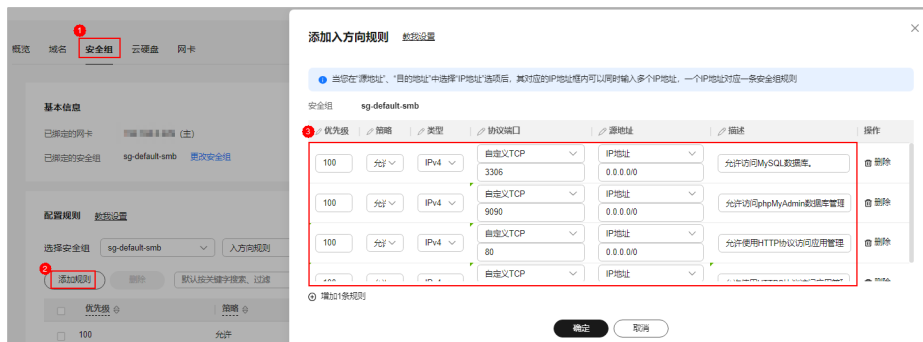 1
概览 域名 安全组 云硬盘 网卡
基本信息
已绑定的网卡 (主)
已绑定的安全组 sg-default-smb 更改安全组
配置规则 教我设置
选择安全组 sg-default-smb 入方向规则
2
添加规则 删除 默认按关键字搜索、过滤
优先级 策略
100 允许
添加入方向规则 教我设置
当您在“源地址”、“目的地址”中选择“IP地址”选项后，其对应的IP地址框内可以同时输入多个IP地址，一个IP地址对应一条安全组规则
安全组 sg-default-smb
3 优先级 策略 类型 协议端口 源地址 描述 操作
100 IPv4 自定义TCP IP地址 允许访问MySQL数据库。 删除
3306 0.0.0.0/0
100 IPv4 自定义TCP IP地址 允许访问phpMyAdmin数据库管理 删除
9090 0.0.0.0/0
100 IPv4 自定义TCP IP地址 允许使用HTTP协议访问应用管理 删除
80 0.0.0.0/0
自定义TCP IP地址
增加1条规则
确定 取消